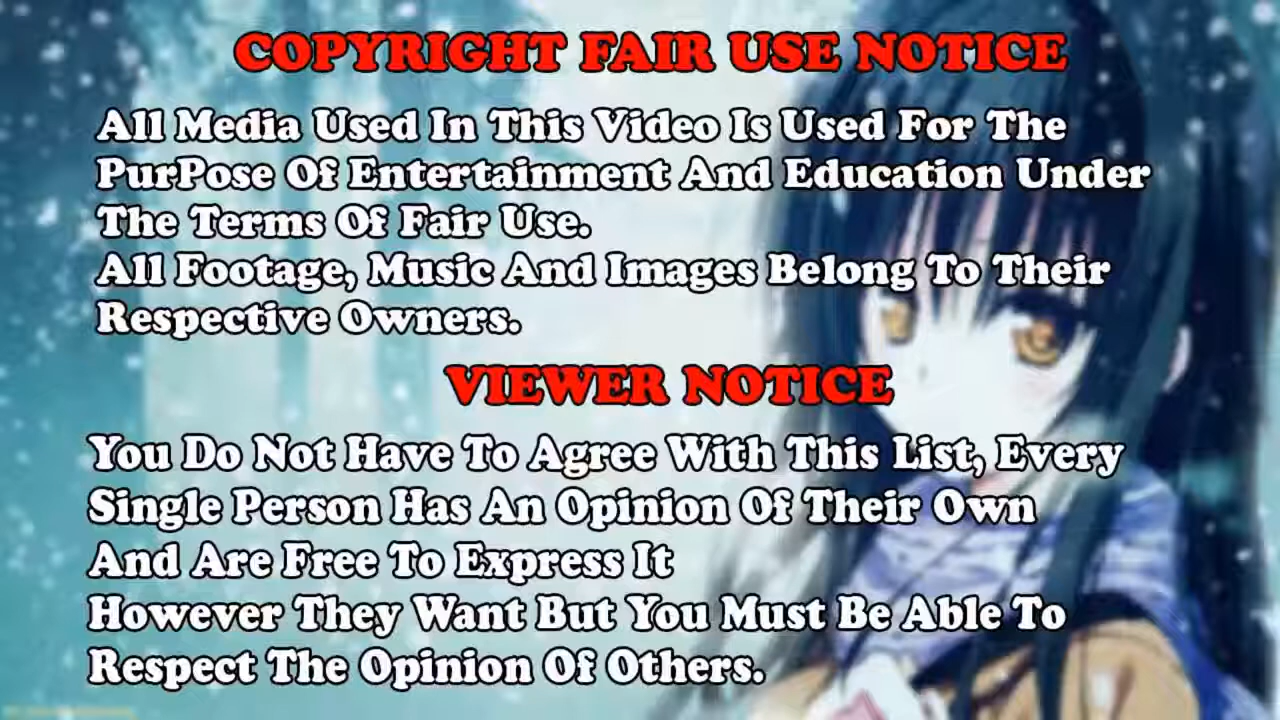 COPYRIGHT FAIR USE NOTICE
All Media Used In This Video Is Used For The
PurPose Of Entertainment And Education Under
The Terms Of Fair Use.
All Footage, Music And Images Belong To Their
Respective Owners.
VIEWER NOTICE
You Do Not Have To Agree With This List, Every
Single Person Has An Opinion Of Their Own
And Are Free To Express It
However They Want But You Must Be Able To
Respect The Opinion Of Others.